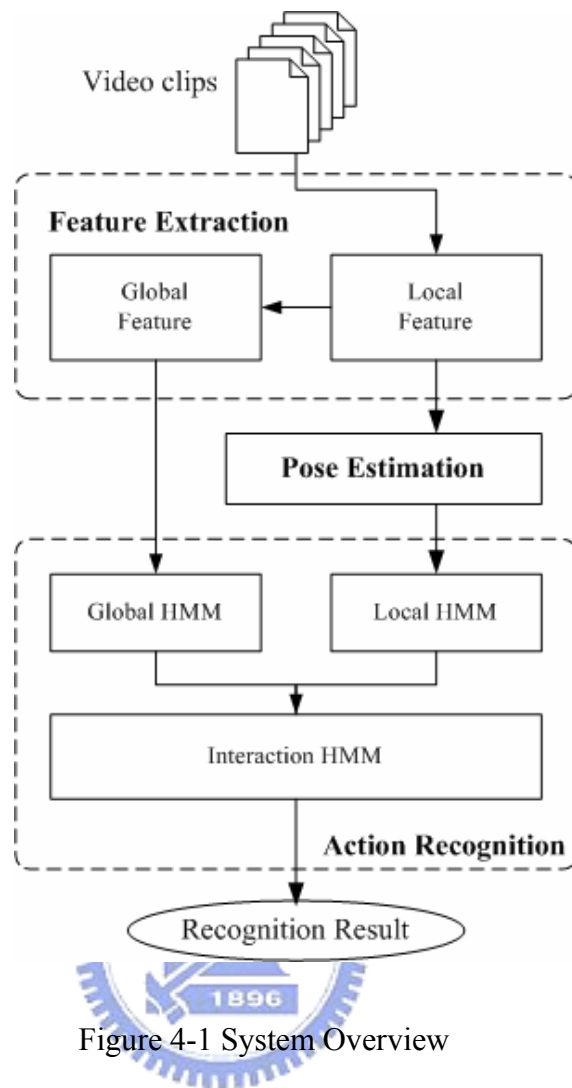 Video clips
Feature Extraction
Global
Feature
Local
Feature
Pose Estimation
Global HMM
Local HMM
Interaction HMM
Action Recognition
Recognition Result
1896
Figure 4-1 System Overview